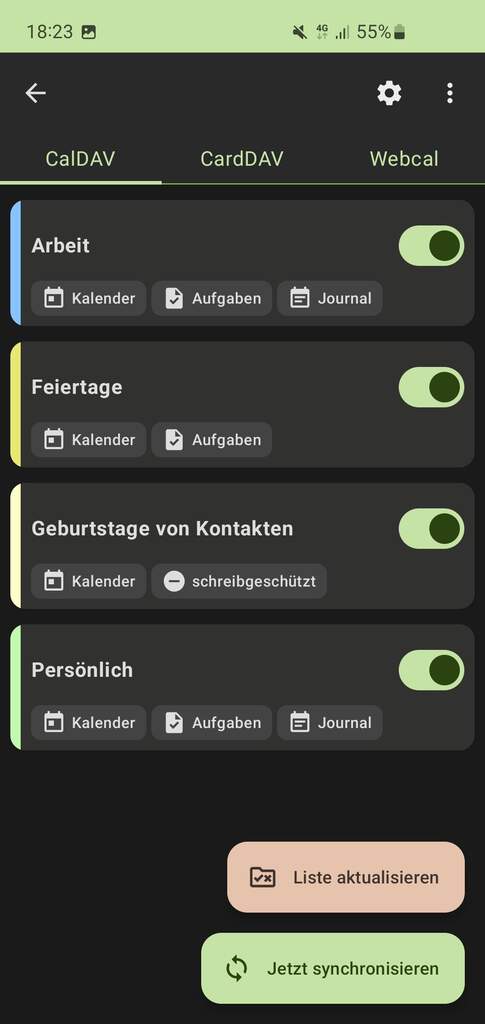 18:23 4G 55%
CalDAV CardDAV Webcal
Arbeit
Kalender Aufgaben Journal
Feiertage
Kalender Aufgaben
Geburtstage von Kontakten
Kalender schreibgeschützt
Persönlich
Kalender Aufgaben Journal
Liste aktualisieren
Jetzt synchronisieren